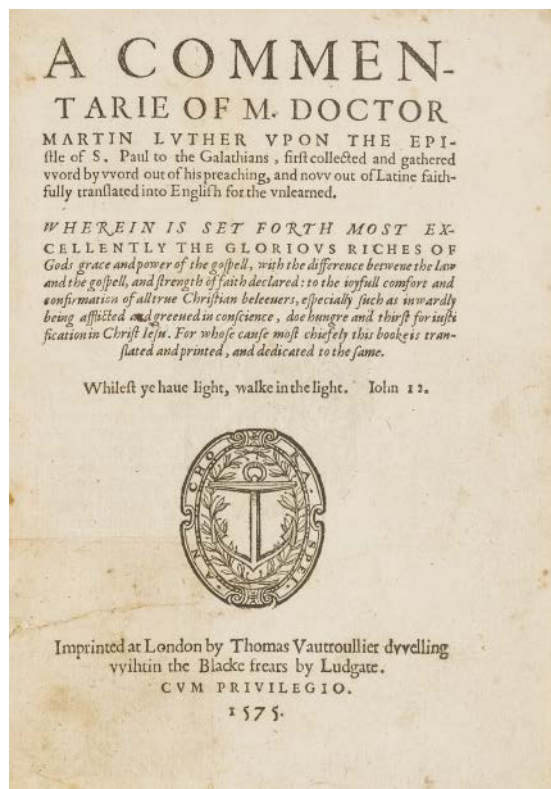 A COMMEN-
TARIE OF M. DOCTOR
MARTIN LVTHER VPON THE EPI-
ſtle of S. Paul to the Galathians, firſt collected and gathered
vvord by vvord out of his preaching, and novv out of Latine faith-
fully tranſlated into Engliſh for the vnlearned.
WHEREIN IS SET FORTH MOST EX-
CELLENTLY THE GLORIOVS RICHES OF
Gods grace and power of the goſpell, with the difference betwene the law
and the goſpell, and ſtrength of faith declared: to the ioyfull comfort and
confirmation of all true Chriſtian beleeuers, eſpecially ſuch as inwardly
being afflicted and greeued in conſcience, doe hungre and thirſt for iuſti
fication in Chriſt Ieſu. For whoſe cauſe moſt chiefely this booke is tran-
ſlated and printed, and dedicated to the ſame.
Whileſt ye haue light, walke in the light. Iohn 12.
ANCHORA. SPEI.
Imprinted at London by Thomas Vautroullier dvvelling
vvihtin the Blacke frears by Ludgate.
CVM PRIVILEGIO.
1575.